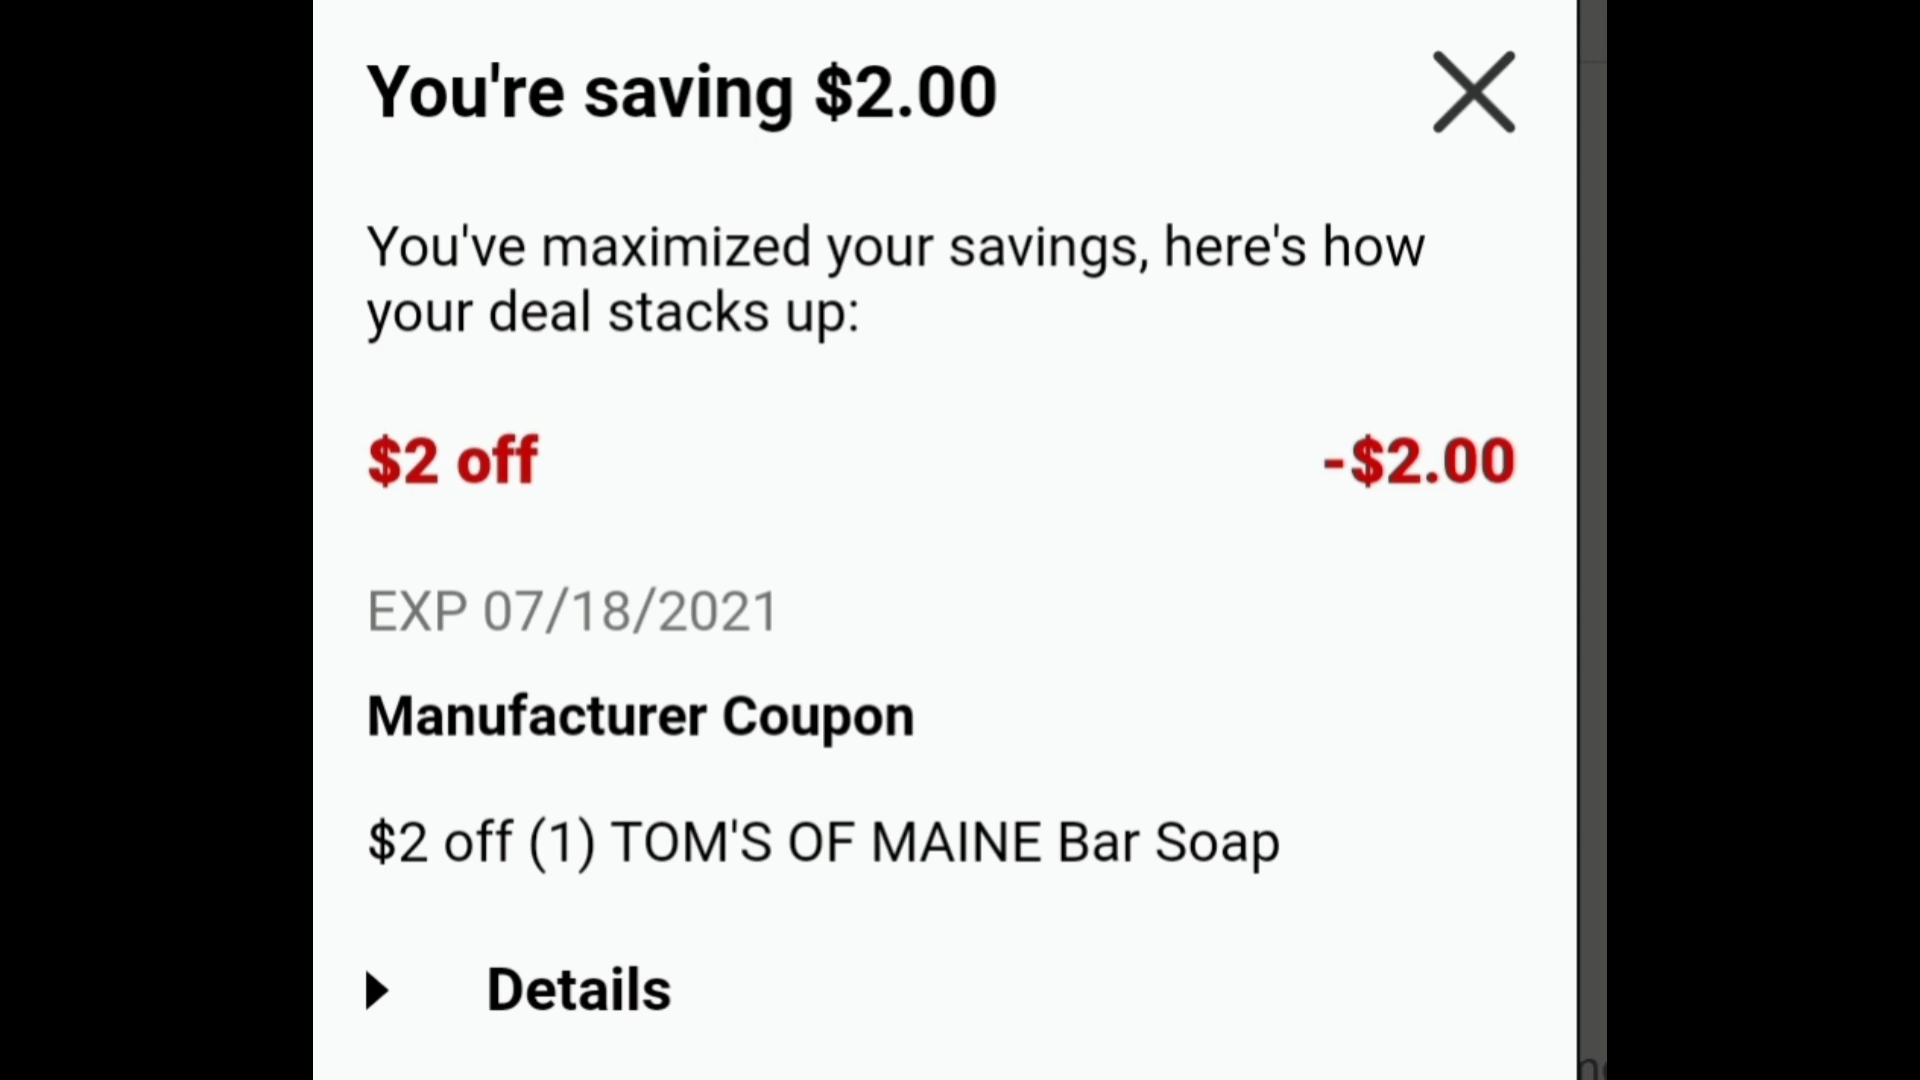 You're saving $2.00
You've maximized your savings, here's how
your deal stacks up:
$2 off
-$2.00
EXP 07/18/2021
Manufacturer Coupon
$2 off (1) TOM'S OF MAINE Bar Soap
Details